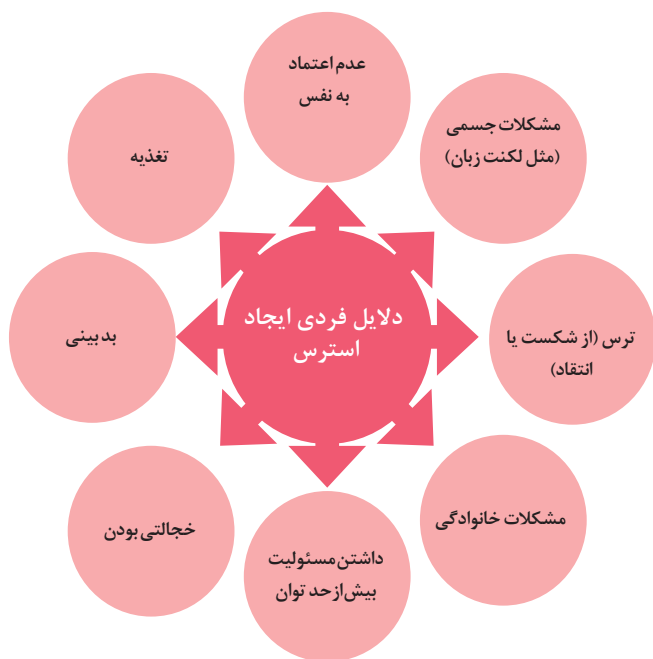 دلایل فردی ایجاد
استرس
عدم اعتماد
به نفس
مشکلات جسمی
(مثل لکنت زبان)
ترس (از شکست یا
انتقاد)
مشکلات خانوادگی
داشتن مسئولیت
بیش از حد توان
خجالتی بودن
بدبینی
تغذیه